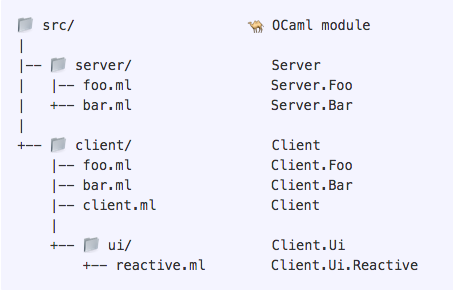 📁 src/                        🐫 OCaml module
|
|-- 📁 server/                 Server
|   |-- foo.ml                 Server.Foo
|   +-- bar.ml                 Server.Bar
|
+-- 📁 client/                 Client
    |-- foo.ml                 Client.Foo
    |-- bar.ml                 Client.Bar
    |-- client.ml              Client
    |
    +-- 📁 ui/                 Client.Ui
        +-- reactive.ml        Client.Ui.Reactive